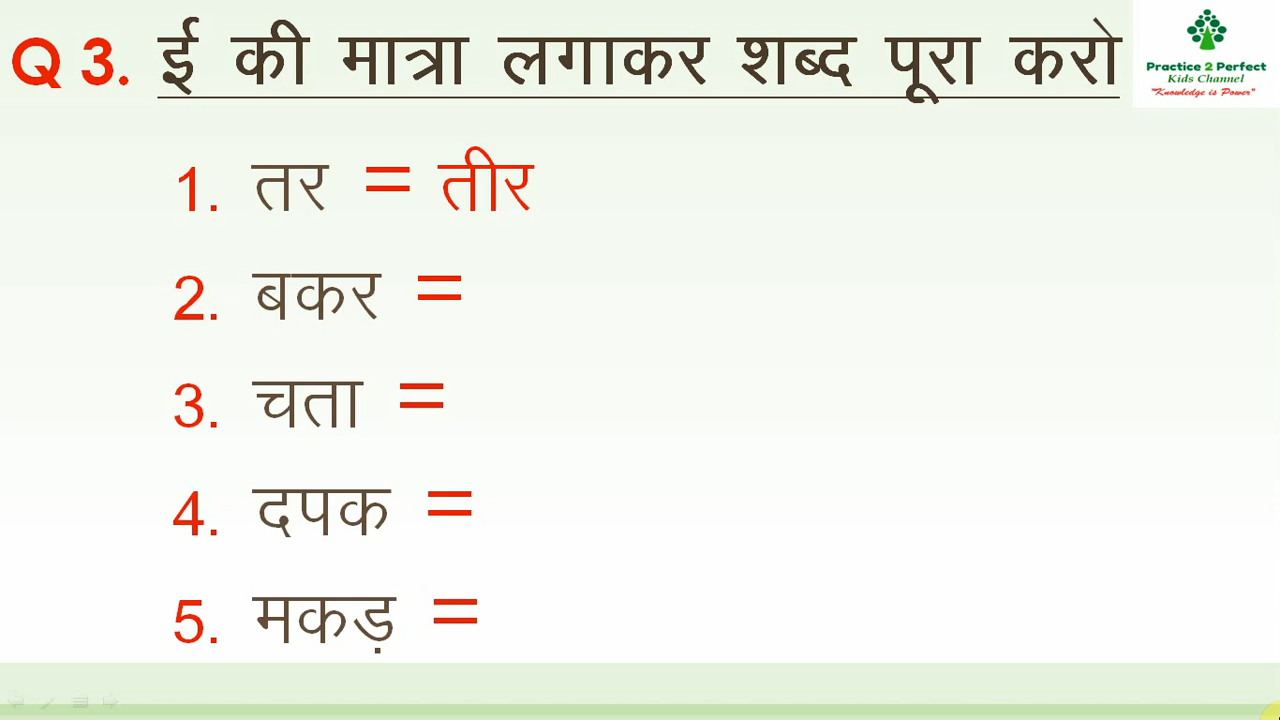 Q 3. ई की मात्रा लगाकर शब्द पूरा करो
Practice 2 Perfect
Kids Channel
"Knowledge is Power"
1. तर = तीर
2. बकर =
3. चता =
4. दपक =
5. मकड़ =